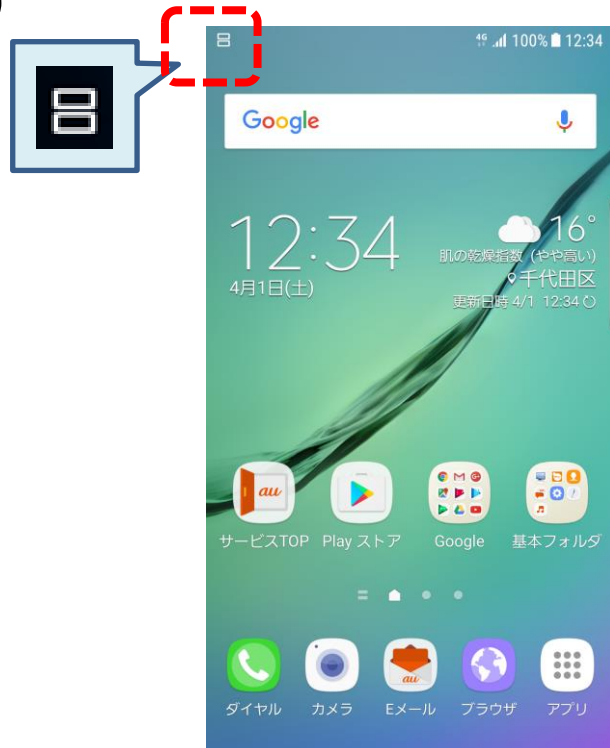 4G 100% 12:34
Google
12:34
4月1日(土)
16°
肌の乾燥指数 (やや高い)
千代田区
更新日時 4/1 12:34
au
サービスTOP
Play ストア
Google
基本フォルダ
au
ダイヤル
カメラ
Eメール
ブラウザ
アプリ